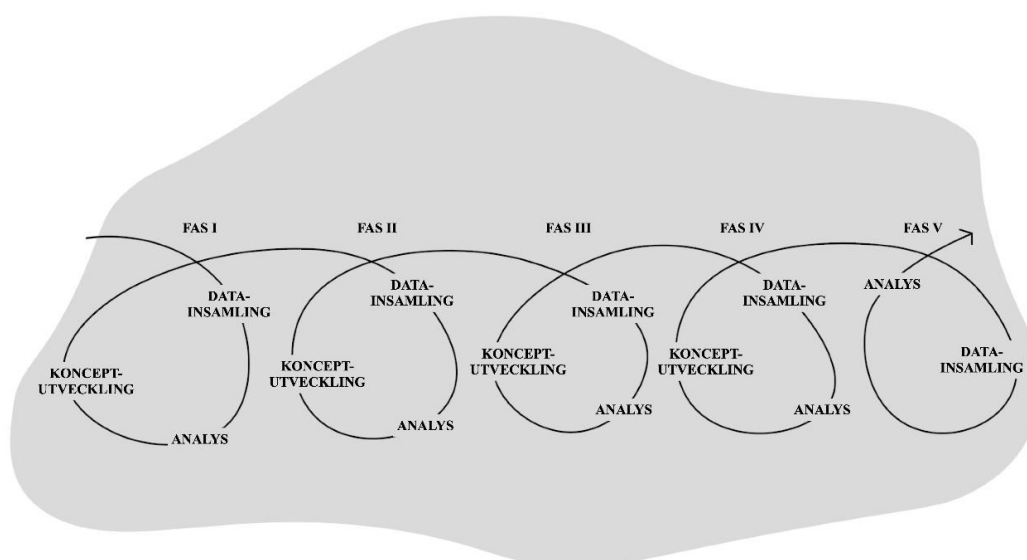 FAS I
FAS II
FAS III
FAS IV
FAS V
DATA-
INSAMLING
KONCEPT-
UTVECKLING
ANALYS
DATA-
INSAMLING
KONCEPT-
UTVECKLING
ANALYS
DATA-
INSAMLING
KONCEPT-
UTVECKLING
ANALYS
DATA-
INSAMLING
KONCEPT-
UTVECKLING
ANALYS
ANALYS
DATA-
INSAMLING